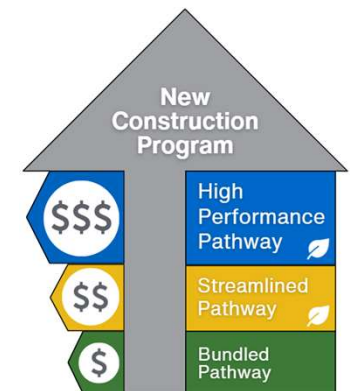 New
Construction
Program
$$$
High
Performance
Pathway
$$
Streamlined
Pathway
$
Bundled
Pathway